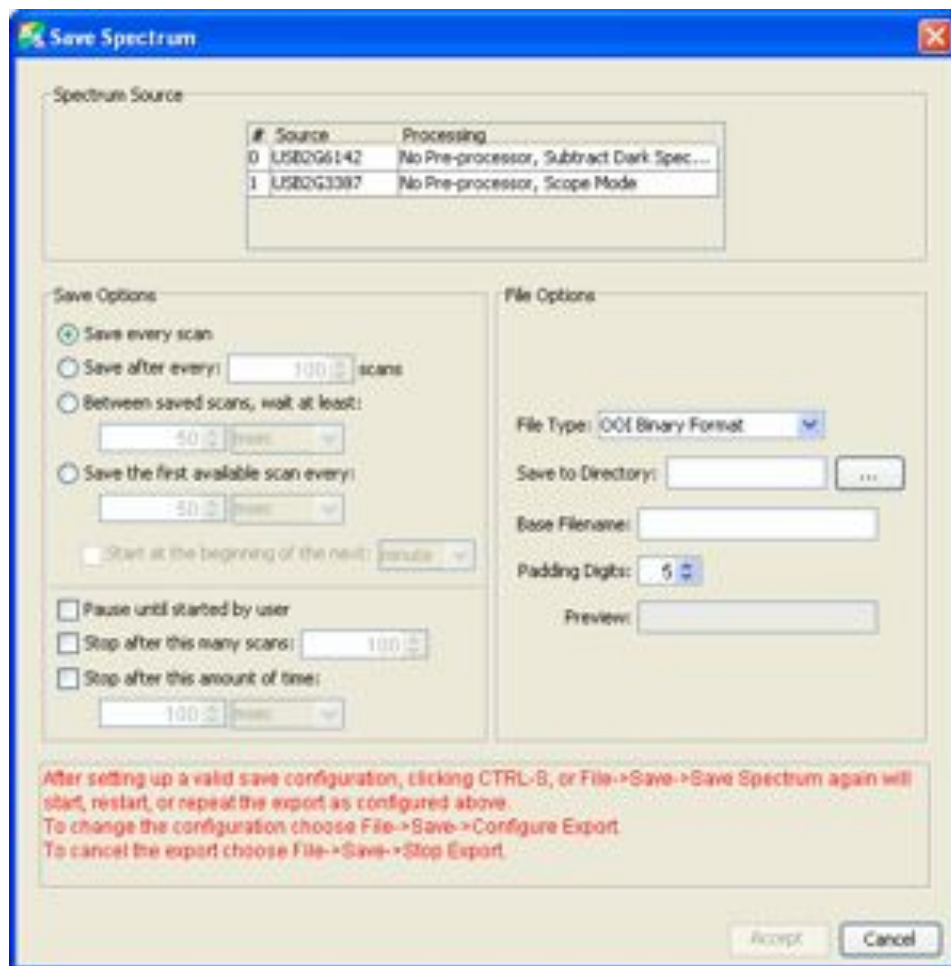 Save Spectrum
Spectrum Source
# Source Processing
0 USB2G6142 No Pre-processor, Subtract Dark Spec...
1 USB2G3387 No Pre-processor, Scope Mode
Save Options
Save every scan
Save after every: 100 scans
Between saved scans, wait at least:
50 msec
Save the first available scan every:
50 msec
Start at the beginning of the next: minute
Pause until started by user
Stop after this many scans: 100
Stop after this amount of time:
100 msec
File Options
File Type: OOI Binary Format
Save to Directory: ...
Base Filename:
Padding Digits: 5
Preview:
After setting up a valid save configuration, clicking CTRL-S, or File->Save->Save Spectrum again will
start, restart, or repeat the export as configured above.
To change the configuration choose File->Save->Configure Export.
To cancel the export choose File->Save->Stop Export.
Accept Cancel